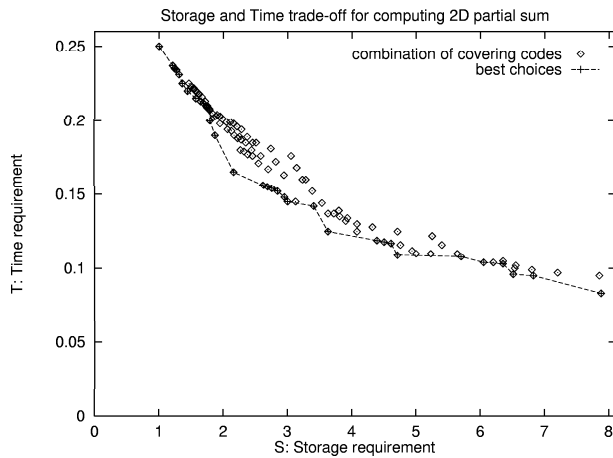 Storage and Time trade-off for computing 2D partial sum
combination of covering codes
best choices
T: Time requirement
0.25
0.2
0.15
0.1
0.05
0
0 1 2 3 4 5 6 7 8
S: Storage requirement